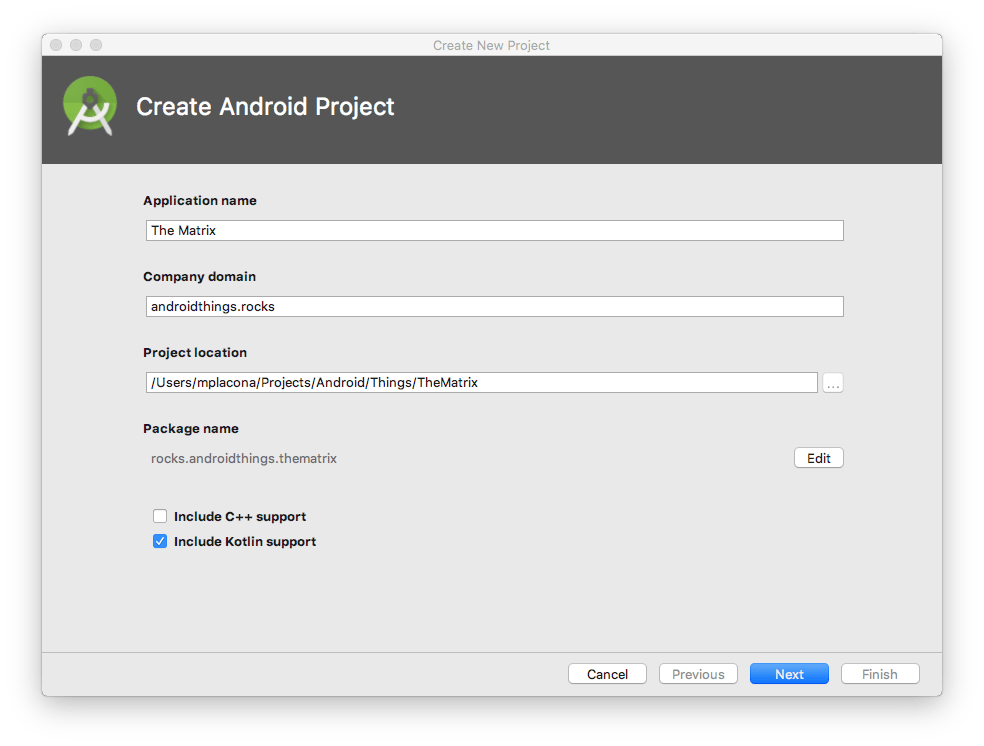 Create New Project
Create Android Project
Application name
The Matrix
Company domain
androidthings.rocks
Project location
/Users/mplacona/Projects/Android/Things/TheMatrix
...
Package name
rocks.androidthings.thematrix
Edit
Include C++ support
Include Kotlin support
Cancel Previous Next Finish